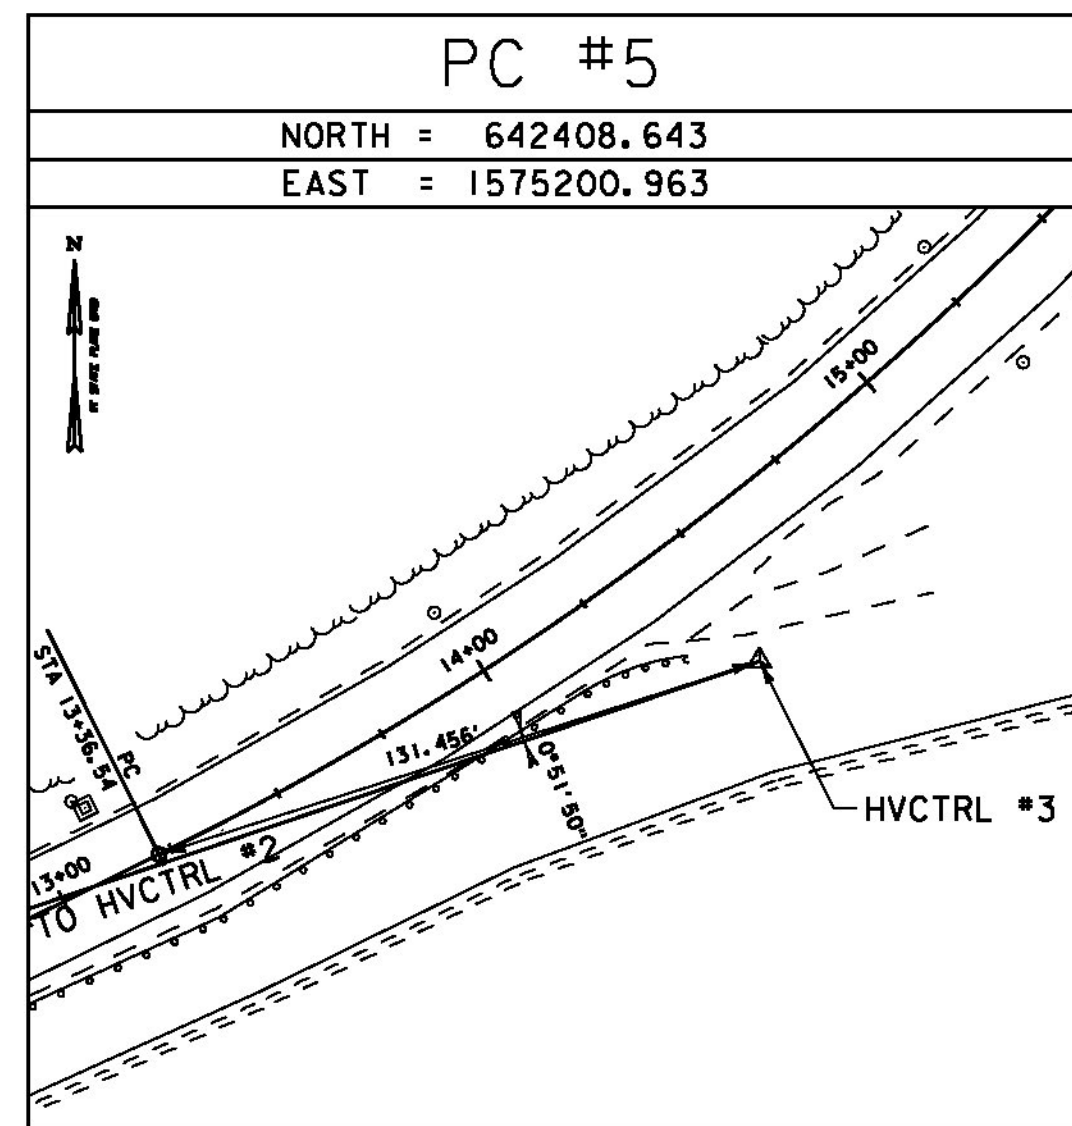 PC #5
NORTH = 642408.643
EAST = 1575200.963
N
15+00
14+00
STA 13+36.54
PC
131.456'
0°51'50"
HVCTRL #3
13+00
TO HVCTRL #2